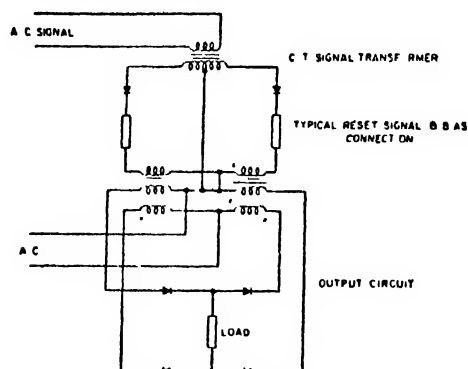 A C SIGNAL
C T SIGNAL TRANSF RMER
TYPICAL RESET SIGNAL & B AS
CONNECT ON
A C
OUTPUT CIRCUIT
LOAD